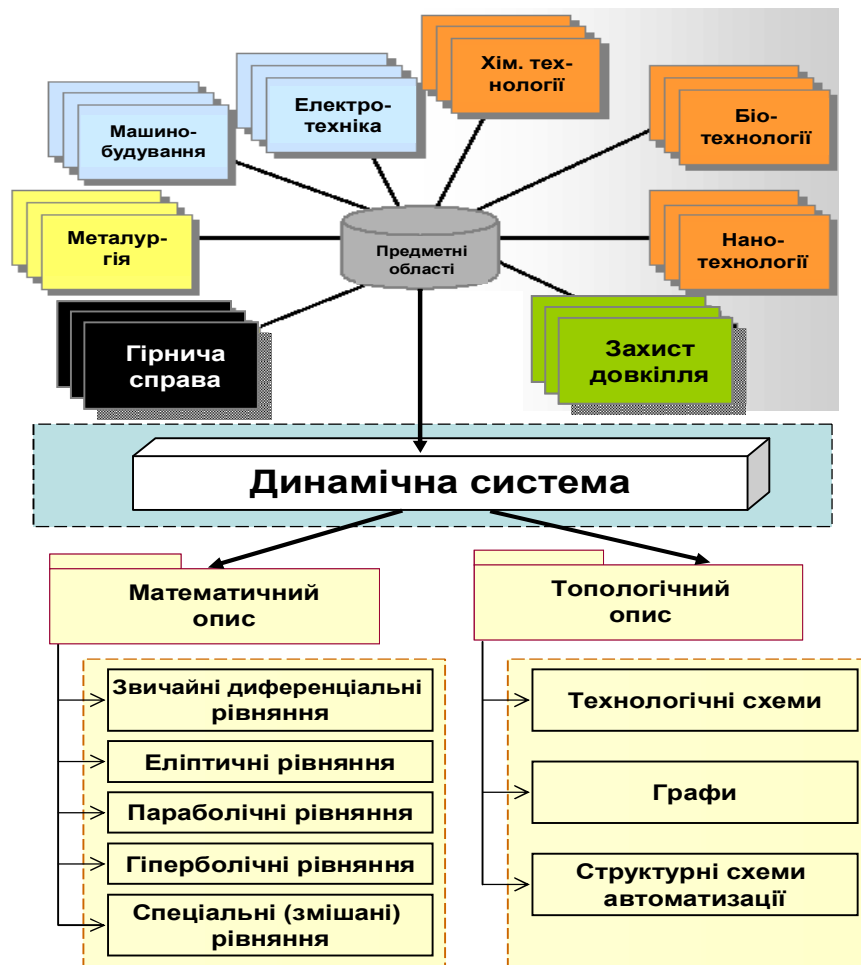 Хім. тех-
нології
Електро-
техніка
Біо-
технології
Машино-
будування
Металур-
гія
Предметні
області
Нано-
технології
Гірнича
справа
Захист
довкілля
Динамічна система
Математичний
опис
Звичайні диференціальні
рівняння
Еліптичні рівняння
Параболічні рівняння
Гіперболічні рівняння
Спеціальні (змішані)
рівняння
Топологічний
опис
Технологічні схеми
Графи
Структурні схеми
автоматизації